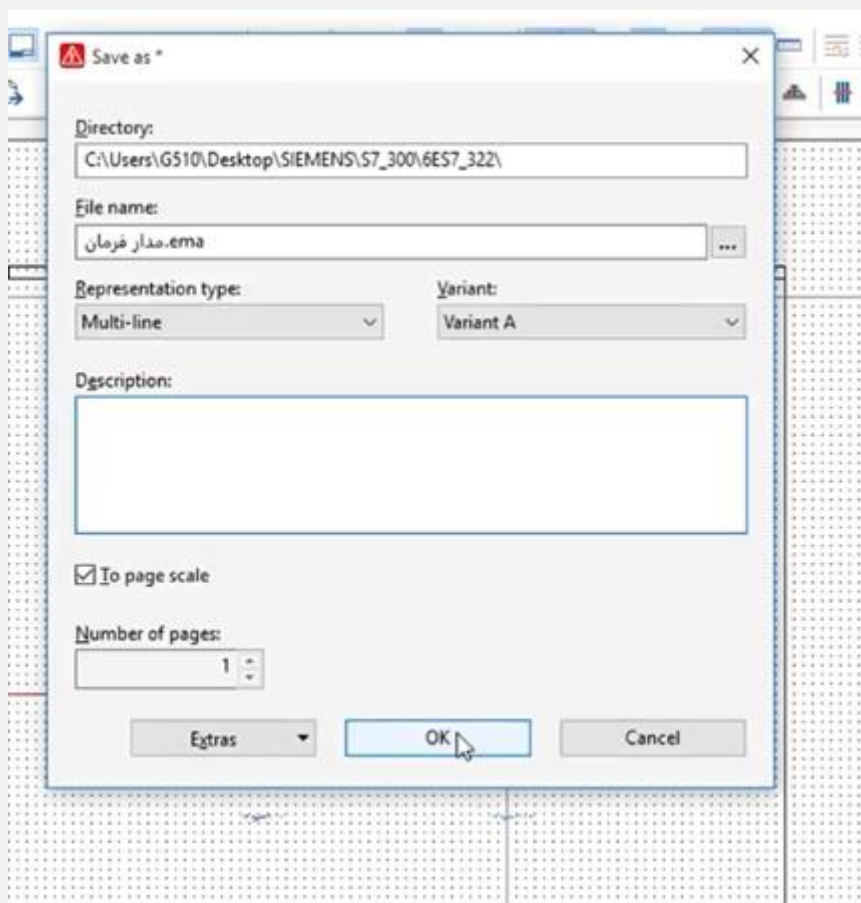 Save as *
Directory:
C:\Users\G510\Desktop\SIEMENS\S7_300\6ES7_322\
File name:
مدار فرمان.ema
...
Representation type:
Variant:
Multi-line
Variant A
Description:
To page scale
Number of pages:
1
Extras
OK
Cancel